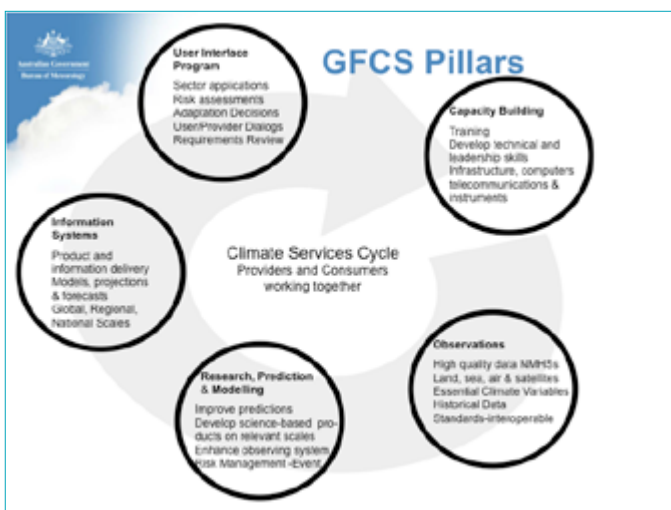 Australian Government
Bureau of Meteorology
GFCS Pillars
User Interface
Program
Sector applications
Risk assessments
Adaptation Decisions
User/Provider Dialogs
Requirements Review
Capacity Building
Training
Develop technical and
leadership skills
Infrastructure, computers
telecommunications &
instruments
Information
Systems
Product and
information delivery
Models, projections
& forecasts
Global, Regional,
National Scales
Climate Services Cycle
Providers and Consumers
working together
Observations
High quality data NMHSs
Land, sea, air & satellites
Essential Climate Variables
Historical Data
Standards-interoperable
Research, Prediction
& Modelling
Improve predictions
Develop science-based pro-
ducts on relevant scales
Enhance observing system
Risk Management -Event